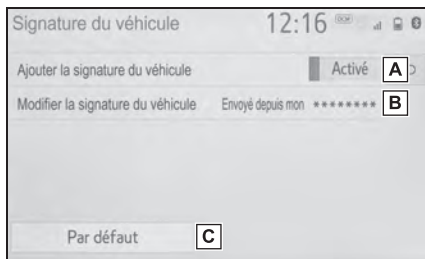 Signature du véhicule 12:16 DCM
Ajouter la signature du véhicule Activé A
Modifier la signature du véhicule Envoyé depuis mon ******** B
Par défaut C